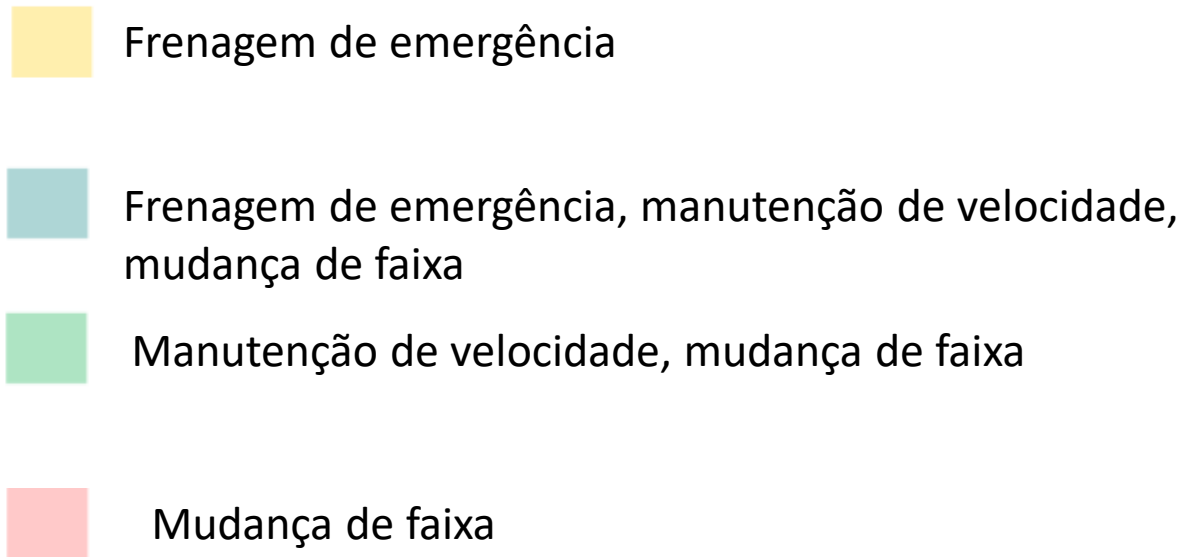 Frenagem de emergência
Frenagem de emergência, manutenção de velocidade,
mudança de faixa
Manutenção de velocidade, mudança de faixa
Mudança de faixa